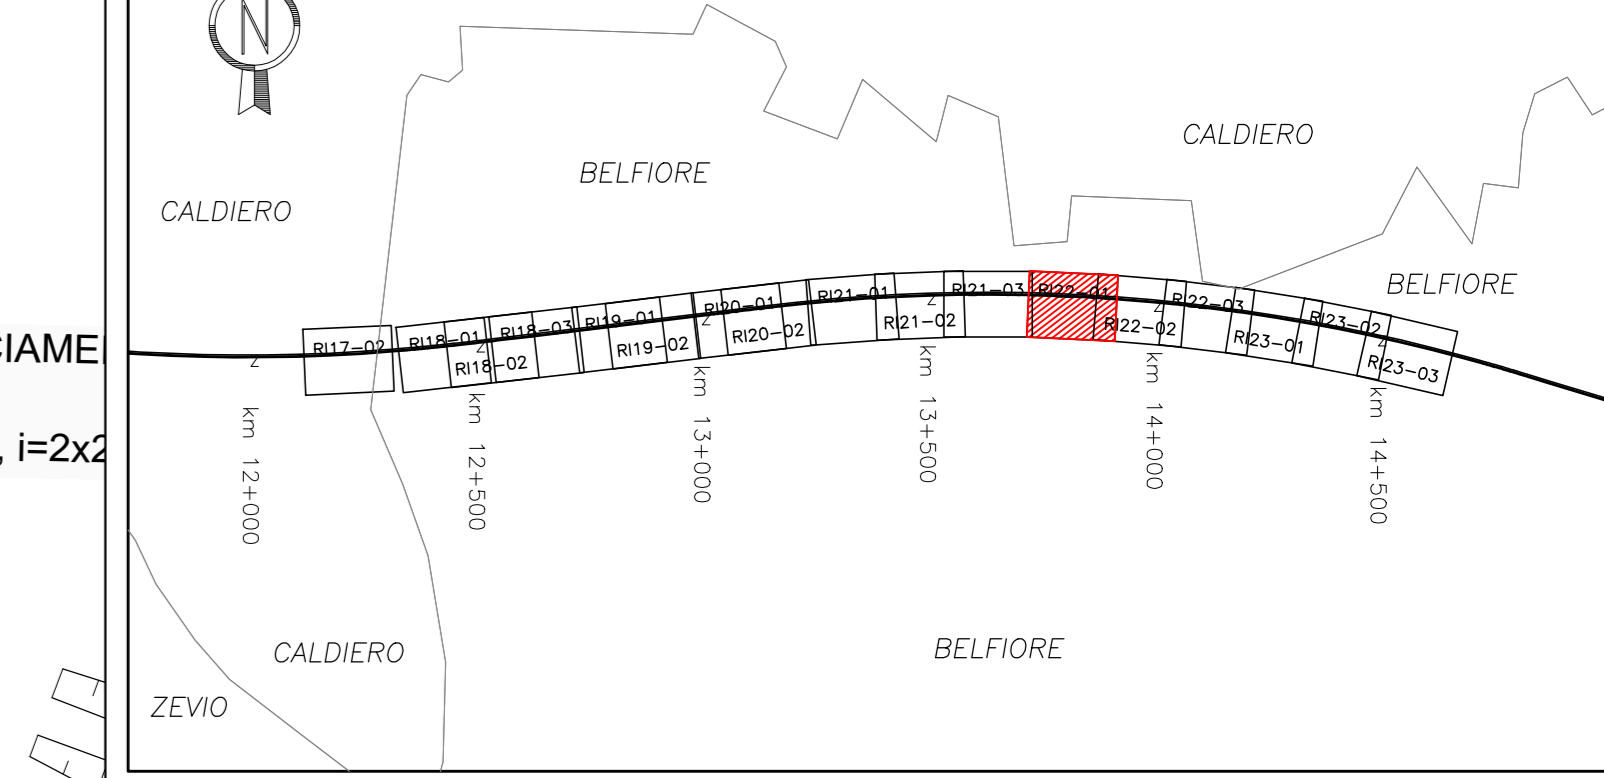 N
CALDIERO
BELFIORE
CALDIERO
BELFIORE
RI17-02
RI18-01
RI18-02
RI18-03
RI19-01
RI19-02
RI20-01
RI20-02
RI21-01
RI21-02
RI21-03
RI22-01
RI22-02
RI22-03
RI23-01
RI23-02
RI23-03
km 12+000
km 12+500
km 13+000
km 13+500
km 14+000
km 14+500
, i=2x2
CALDIERO
BELFIORE
ZEVIO